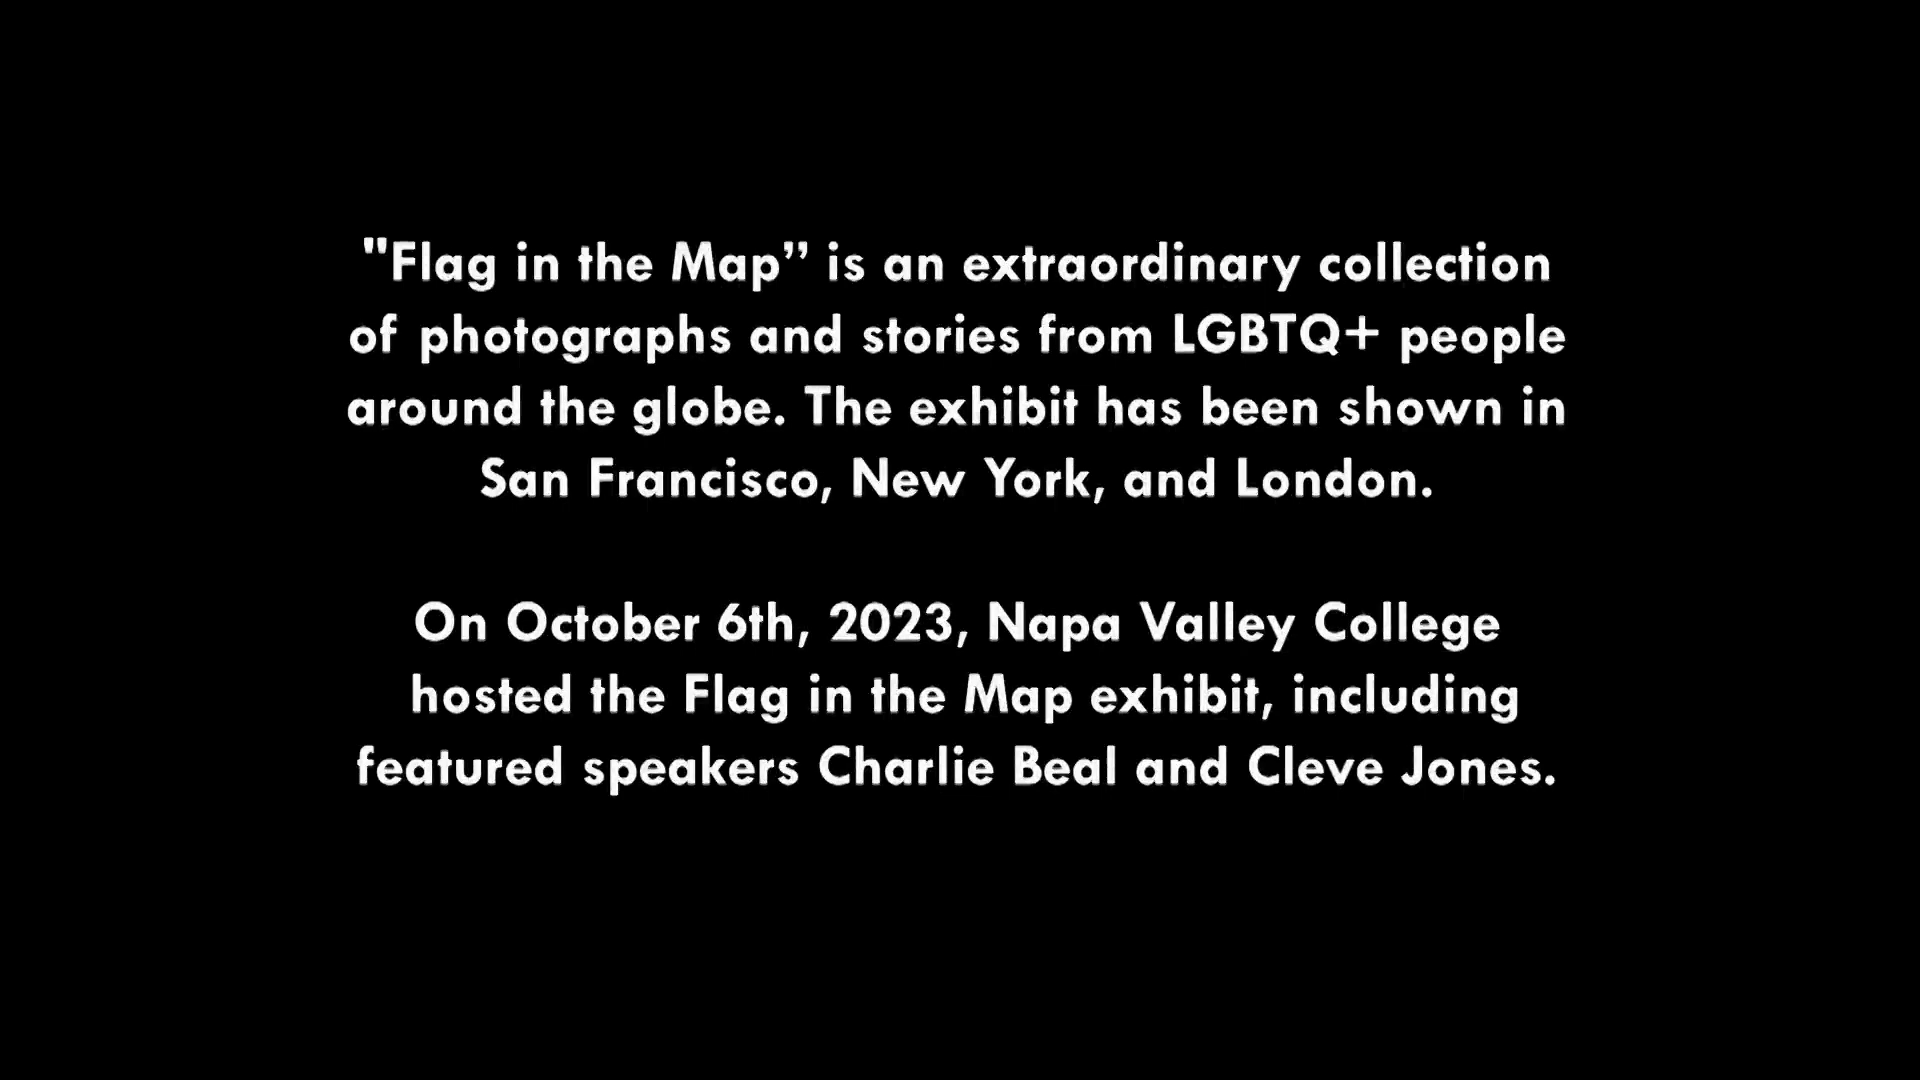 "Flag in the Map” is an extraordinary collection
of photographs and stories from LGBTQ+ people
around the globe. The exhibit has been shown in
San Francisco, New York, and London.
On October 6th, 2023, Napa Valley College
hosted the Flag in the Map exhibit, including
featured speakers Charlie Beal and Cleve Jones.